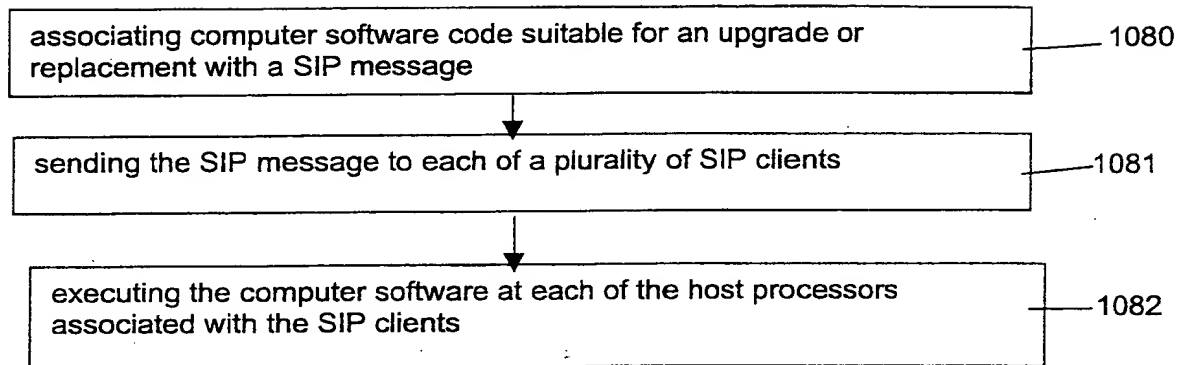 associating computer software code suitable for an upgrade or
replacement with a SIP message
1080
sending the SIP message to each of a plurality of SIP clients
1081
executing the computer software at each of the host processors
associated with the SIP clients
1082